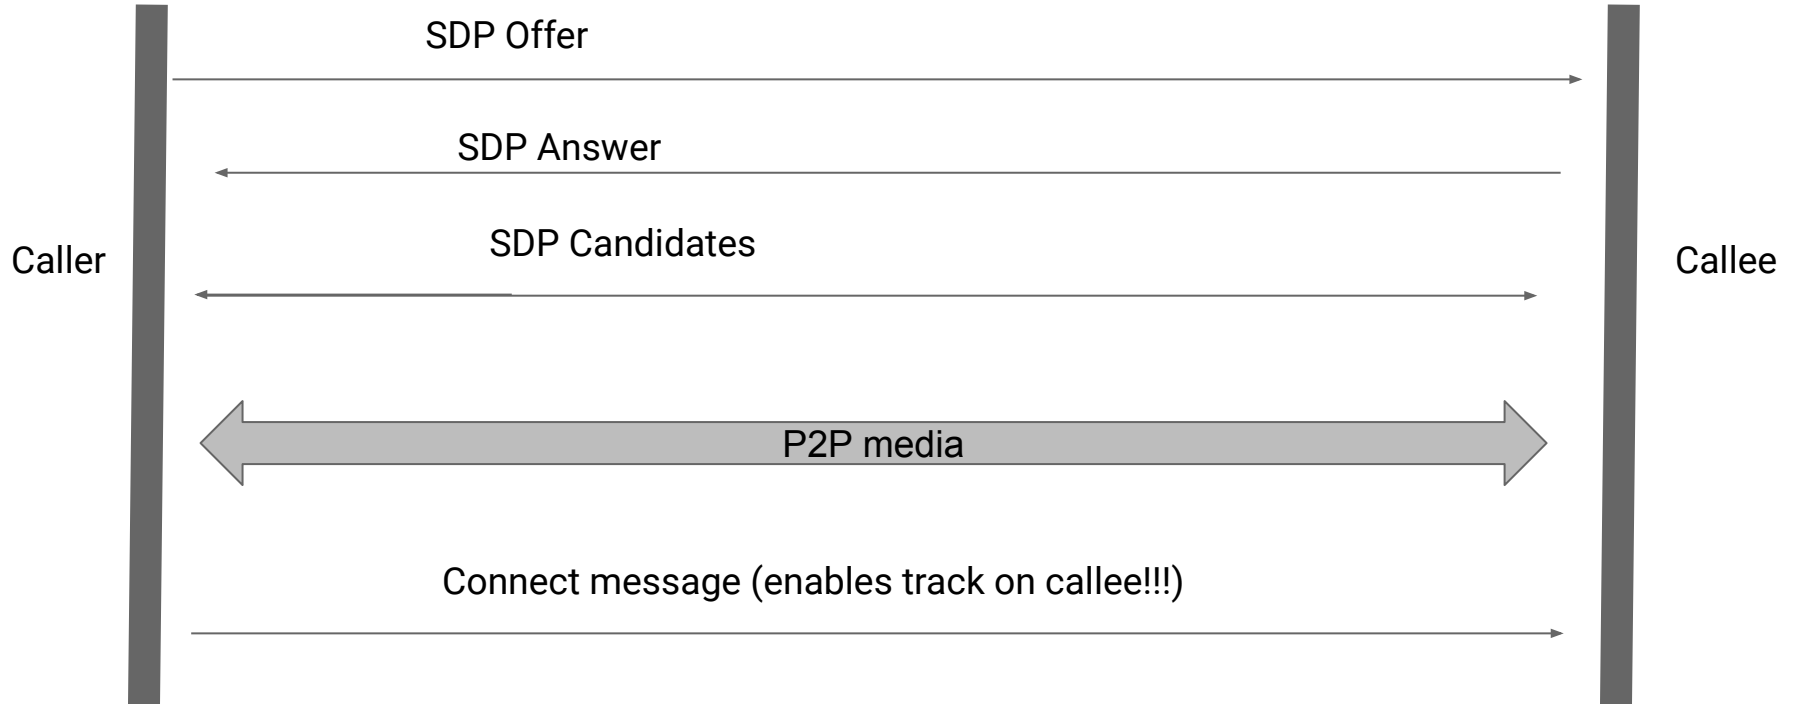 SDP Offer
SDP Answer
SDP Candidates
Caller
Callee
P2P media
Connect message (enables track on callee!!!)